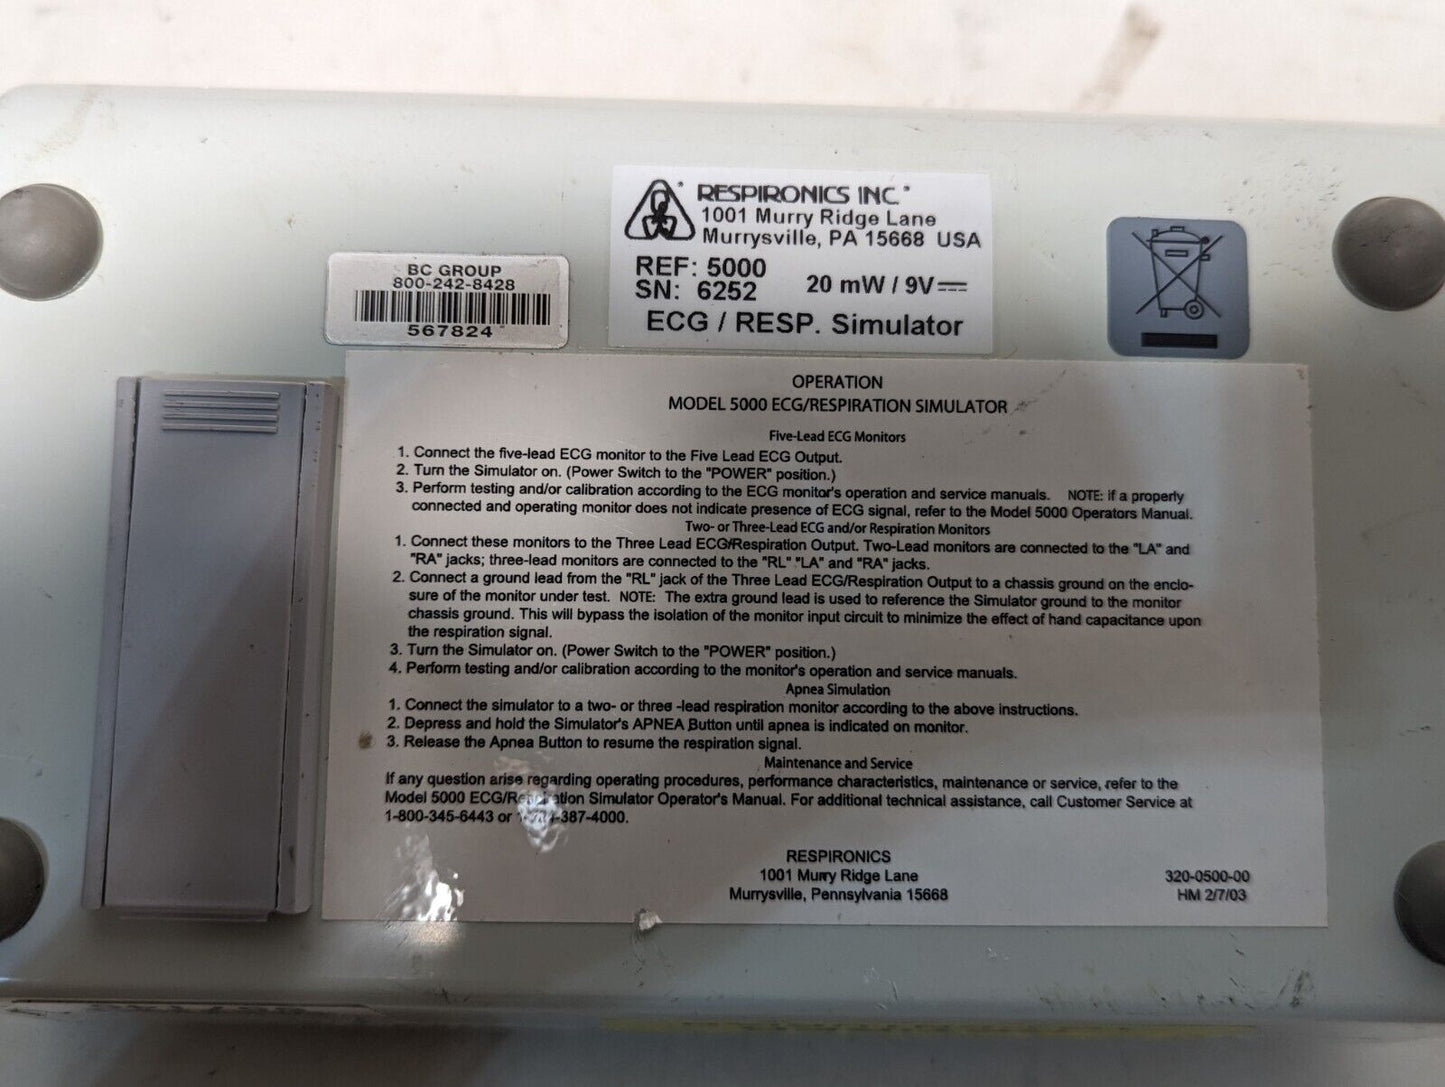 RESPIRONICS INC
1001 Murry Ridge Lane
Murrysville, PA 15668 USA
REF: 5000
SN: 6252
20 mW / 9V
ECG / RESP. Simulator
BC GROUP
800-242-8428
567824
OPERATION
MODEL 5000 ECG/RESPIRATION SIMULATOR
Five-Lead ECG Monitors
1. Connect the five-lead ECG monitor to the Five Lead ECG Output.
2. Turn the Simulator on. (Power Switch to the "POWER" position.)
3. Perform testing and/or calibration according to the ECG monitor's operation and service manuals. NOTE: if a properly
connected and operating monitor does not indicate presence of ECG signal, refer to the Model 5000 Operators Manual.
Two- or Three-Lead ECG and/or Respiration Monitors
1. Connect these monitors to the Three Lead ECG/Respiration Output. Two-Lead monitors are connected to the "LA" and
"RA" jacks; three-lead monitors are connected to the "RL" "LA" and "RA" jacks.
2. Connect a ground lead from the "RL" jack of the Three Lead ECG/Respiration Output to a chassis ground on the enclo-
sure of the monitor under test. NOTE: The extra ground lead is used to reference the Simulator ground to the monitor
chassis ground. This will bypass the isolation of the monitor input circuit to minimize the effect of hand capacitance upon
the respiration signal.
3. Turn the Simulator on. (Power Switch to the "POWER" position.)
4. Perform testing and/or calibration according to the monitor's operation and service manuals.
Apnea Simulation
1. Connect the simulator to a two- or three -lead respiration monitor according to the above instructions.
2. Depress and hold the Simulator's APNEA Button until apnea is indicated on monitor.
3. Release the Apnea Button to resume the respiration signal.
Maintenance and Service
If any question arise regarding operating procedures, performance characteristics, maintenance or service, refer to the
Model 5000 ECG/Respiration Simulator Operator's Manual. For additional technical assistance, call Customer Service at
1-800-345-6443 or
RESPIRONICS
1001 Murry Ridge Lane
Murrysville, Pennsylvania 15668
320-0500-00
HM 2/7/03